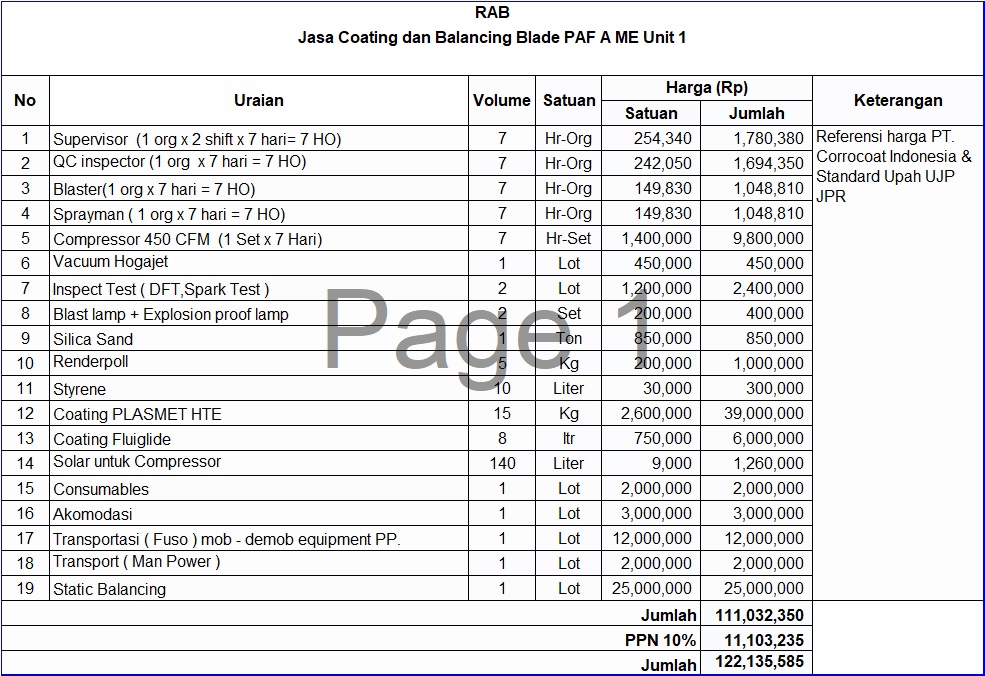 RAB
Jasa Coating dan Balancing Blade PAF A ME Unit 1
No Uraian Volume Satuan Harga (Rp) Keterangan
Satuan Jumlah
1 Supervisor (1 org x 2 shift x 7 hari= 7 HO) 7 Hr-Org 254,340 1,780,380 Referensi harga PT.
2 QC inspector (1 org x 7 hari = 7 HO) 7 Hr-Org 242,050 1,694,350 Corrocoat Indonesia &
3 Blaster(1 org x 7 hari = 7 HO) 7 Hr-Org 149,830 1,048,810 Standard Upah UJP
4 Sprayman ( 1 org x 7 hari = 7 HO) 7 Hr-Org 149,830 1,048,810 JPR
5 Compressor 450 CFM (1 Set x 7 Hari) 7 Hr-Set 1,400,000 9,800,000
6 Vacuum Hogajet 1 Lot 450,000 450,000
7 Inspect Test ( DFT,Spark Test ) 2 Lot 1,200,000 2,400,000
8 Blast lamp + Explosion proof lamp 2 Set 200,000 400,000
9 Silica Sand 1 Ton 850,000 850,000
10 Renderpoll 5 Kg 200,000 1,000,000
11 Styrene 10 Liter 30,000 300,000
12 Coating PLASMET HTE 15 Kg 2,600,000 39,000,000
13 Coating Fluiglide 8 ltr 750,000 6,000,000
14 Solar untuk Compressor 140 Liter 9,000 1,260,000
15 Consumables 1 Lot 2,000,000 2,000,000
16 Akomodasi 1 Lot 3,000,000 3,000,000
17 Transportasi ( Fuso ) mob - demob equipment PP. 1 Lot 12,000,000 12,000,000
18 Transport ( Man Power ) 1 Lot 2,000,000 2,000,000
19 Static Balancing 1 Lot 25,000,000 25,000,000
Jumlah 111,032,350
PPN 10% 11,103,235
Jumlah 122,135,585
Page 1